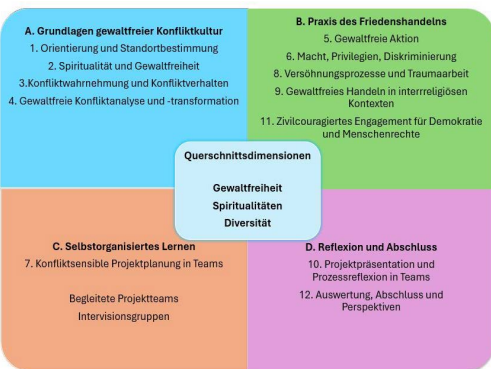 A. Grundlagen gewaltfreier Konfliktkultur
1. Orientierung und Standortbestimmung
2. Spiritualität und Gewaltfreiheit
3.Konfliktwahrnehmung und Konfliktverhalten
4. Gewaltfreie Konfliktanalyse und -transformation
B. Praxis des Friedenshandelns
5. Gewaltfreie Aktion
6. Macht, Privilegien, Diskriminierung
8. Versöhnungsprozesse und Traumaarbeit
9. Gewaltfreies Handeln in interrreligiösen
Kontexten
11. Zivilcouragiertes Engagement für Demokratie
und Menschenrechte
Querschnittsdimensionen
Gewaltfreiheit
Spiritualitäten
Diversität
C. Selbstorganisiertes Lernen
7. Konfliktsensible Projektplanung in Teams
Begleitete Projektteams
Intervisionsgruppen
D. Reflexion und Abschluss
10. Projektpräsentation und
Prozessreflexion in Teams
12. Auswertung, Abschluss und
Perspektiven